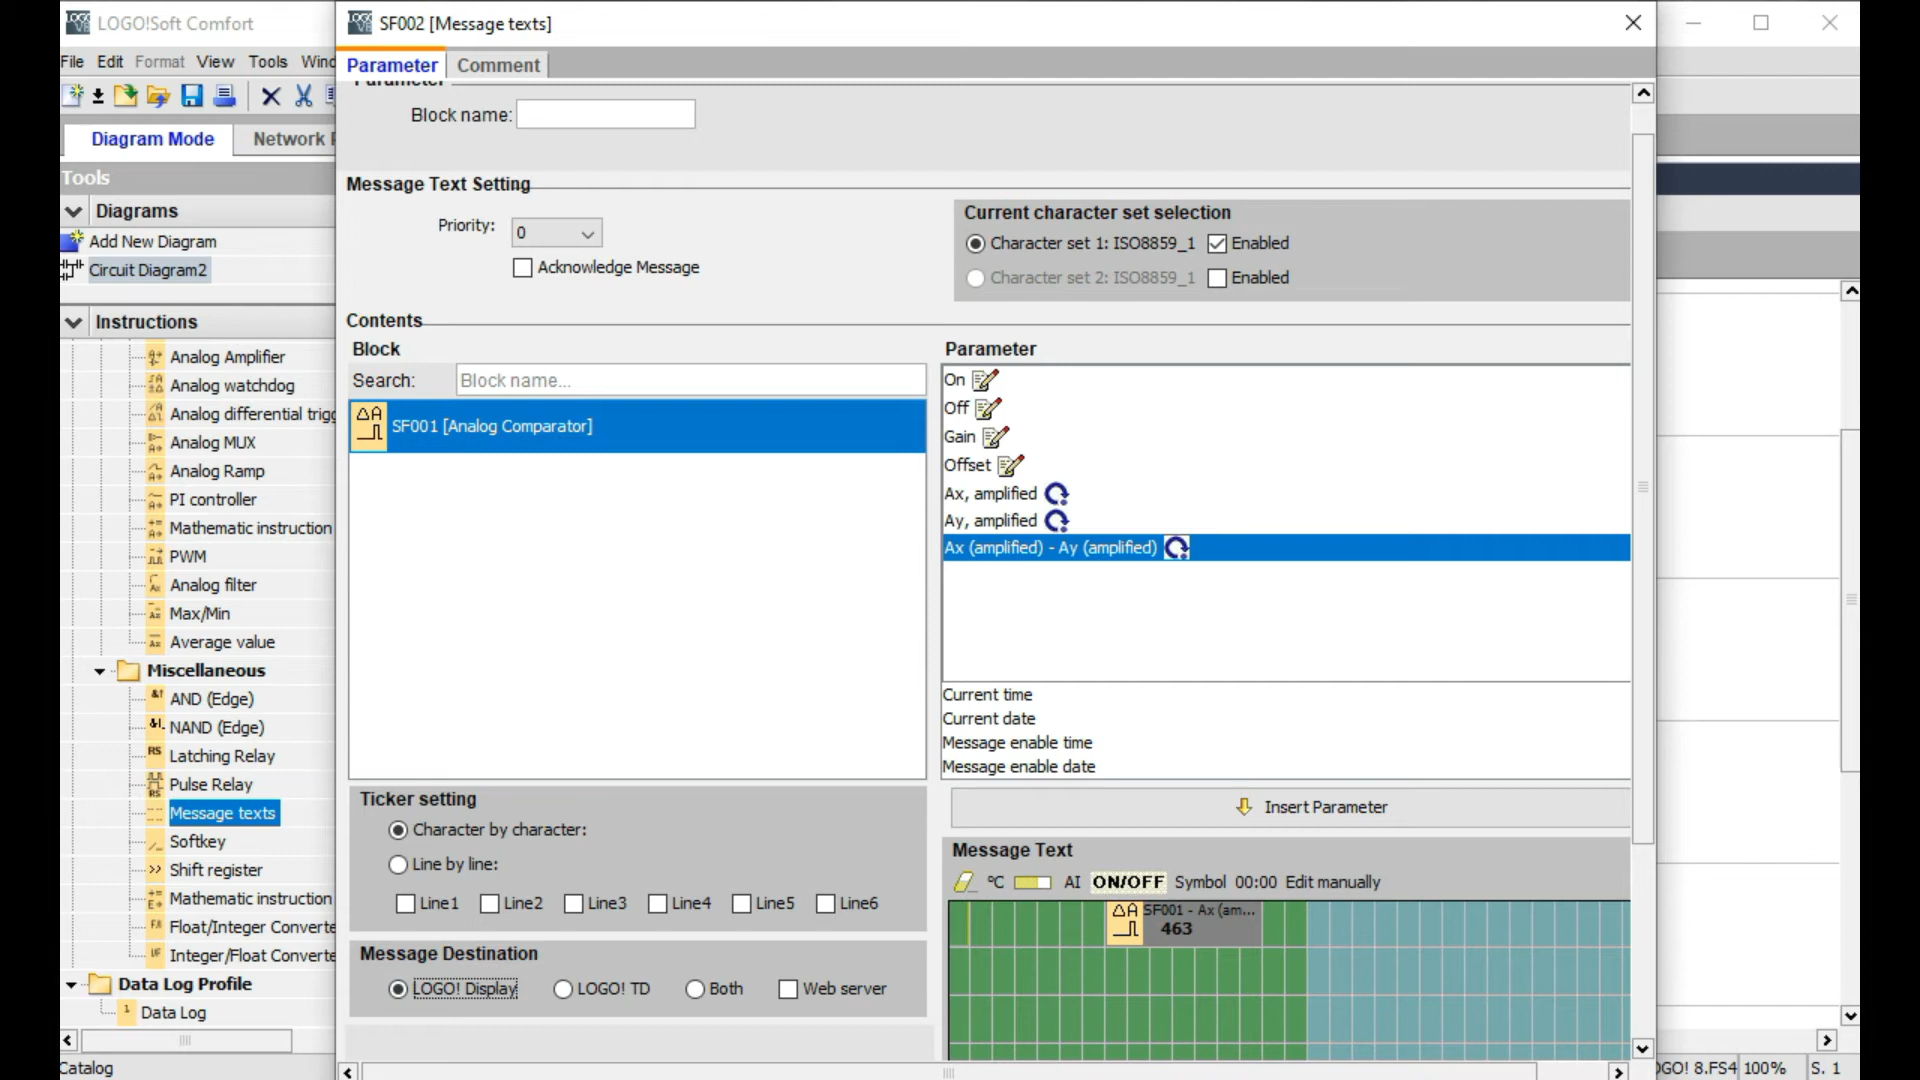 LOGO!Soft Comfort
SF002 [Message texts]
File Edit Format View Tools Wind
Parameter Comment
Parameter
Block name:
Diagram Mode Network
Tools
Message Text Setting
Diagrams
Priority: 0
Current character set selection
Add New Diagram
Character set 1: ISO8859_1 Enabled
Circuit Diagram2
Acknowledge Message
Character set 2: ISO8859_1 Enabled
Instructions
Contents
Block
Parameter
Analog Amplifier
Search: Block name...
On
Analog watchdog
Off
Analog differential trigg
SF001 [Analog Comparator]
Gain
Analog MUX
Offset
Analog Ramp
Ax, amplified
PI controller
Ay, amplified
Mathematic instruction
Ax (amplified) - Ay (amplified)
PWM
Analog filter
Max/Min
Average value
Miscellaneous
AND (Edge)
Current time
NAND (Edge)
Current date
Latching Relay
Message enable time
Pulse Relay
Message enable date
Message texts
Ticker setting
Insert Parameter
Character by character:
Softkey
Message Text
Line by line:
Shift register
°C AI ON/OFF Symbol 00:00 Edit manually
Mathematic instruction
Line1 Line2 Line3 Line4 Line5 Line6
SF001 - Ax (am...
463
Float/Integer Converte
Integer/Float Converte
Message Destination
Data Log Profile
LOGO! Display LOGO! TD Both Web server
Data Log
Catalog
OGO! 8.FS4 100% S. 1